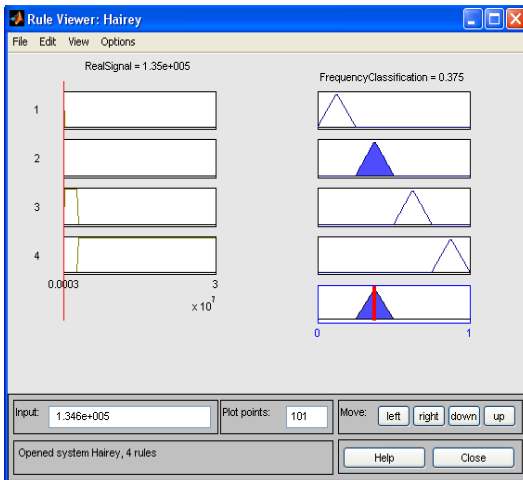 Rule Viewer: Hairey
File Edit View Options
RealSignal = 1.35e+005
FrequencyClassification = 0.375
1
2
3
4
0.0003 3
x 10^7
0 1
Input: 1.346e+005 Plot points: 101 Move: left right down up
Opened system Hairey, 4 rules
Help Close